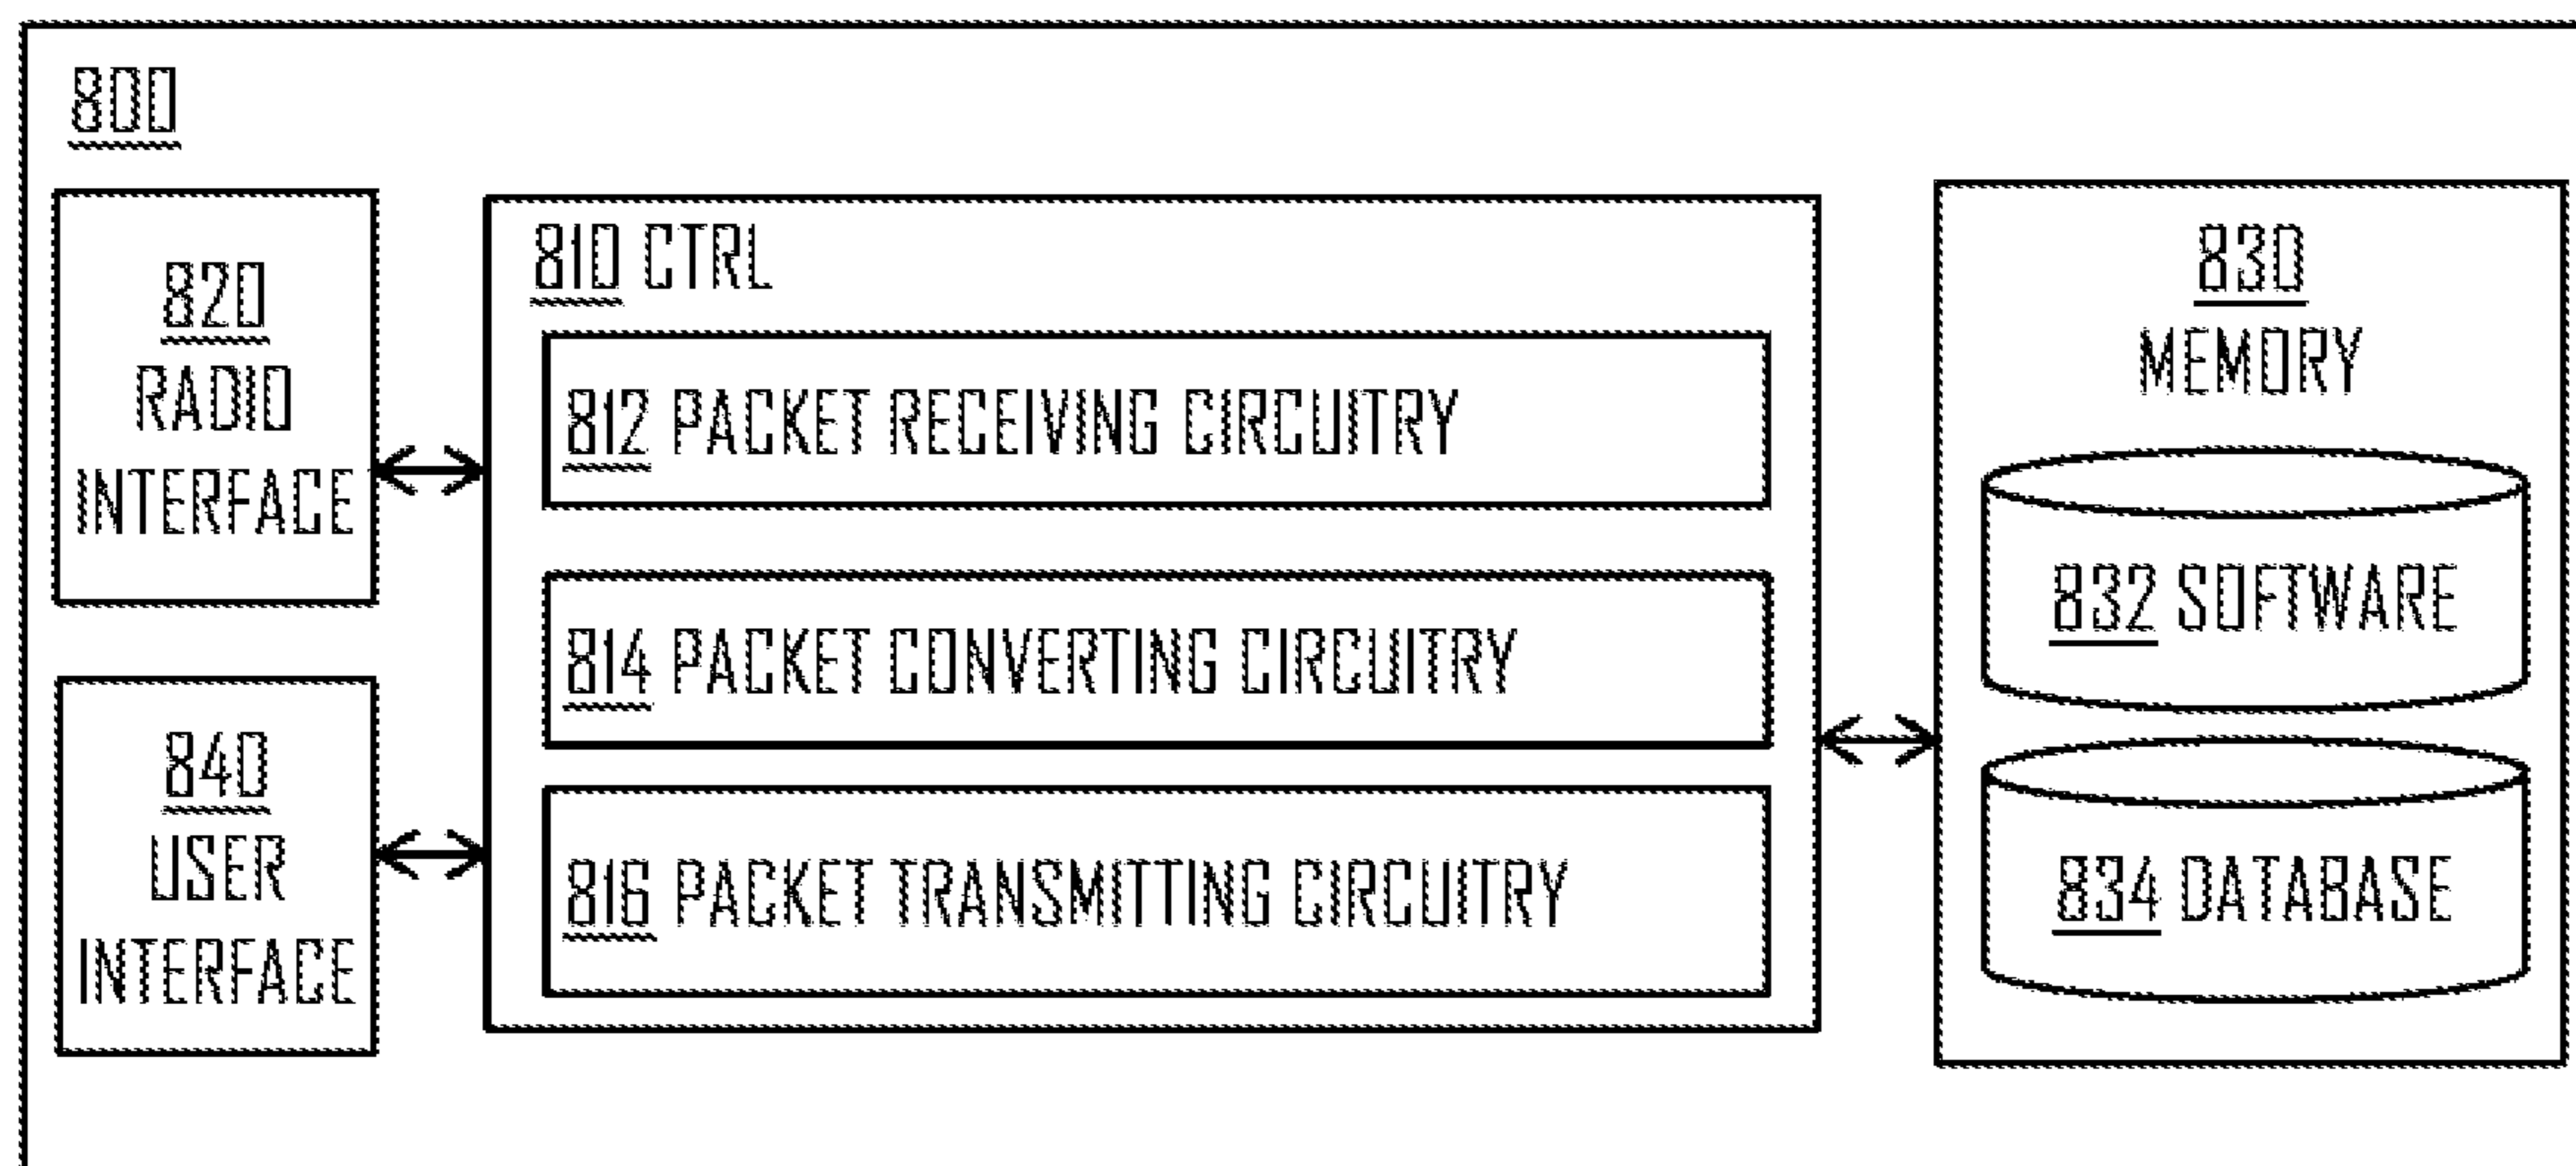 800
820
RADIO
INTERFACE
840
USER
INTERFACE
810 CTRL
812 PACKET RECEIVING CIRCUITRY
814 PACKET CONVERTING CIRCUITRY
816 PACKET TRANSMITTING CIRCUITRY
830
MEMORY
832 SOFTWARE
834 DATABASE